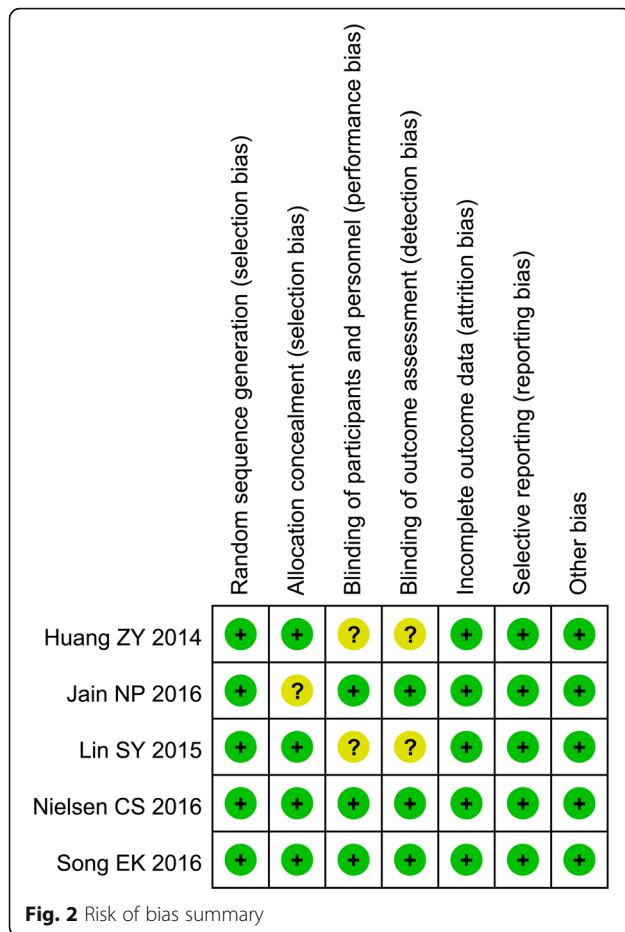 Random sequence generation (selection bias)
Allocation concealment (selection bias)
Blinding of participants and personnel (performance bias)
Blinding of outcome assessment (detection bias)
Incomplete outcome data (attrition bias)
Selective reporting (reporting bias)
Other bias
Huang ZY 2014 + + ? ? + + +
Jain NP 2016 + ? + + + + +
Lin SY 2015 + + ? ? + + +
Nielsen CS 2016 + + + + + + +
Song EK 2016 + + + + + + +
Fig. 2 Risk of bias summary